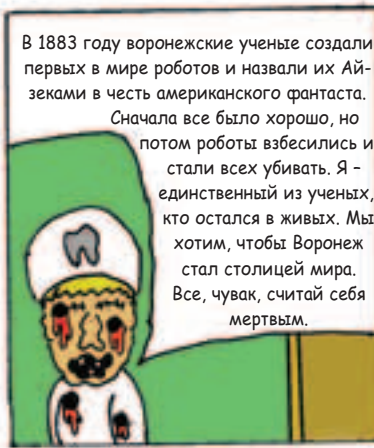 В 1883 году воронежские ученые создали
первых в мире роботов и назвали их Ай-
зеками в честь американского фантаста.
Сначала все было хорошо, но
потом роботы взбесились и
стали всех убивать. Я –
единственный из ученых,
кто остался в живых. Мы
хотим, чтобы Воронеж
стал столицей мира.
Все, чувак, считай себя
мертвым.